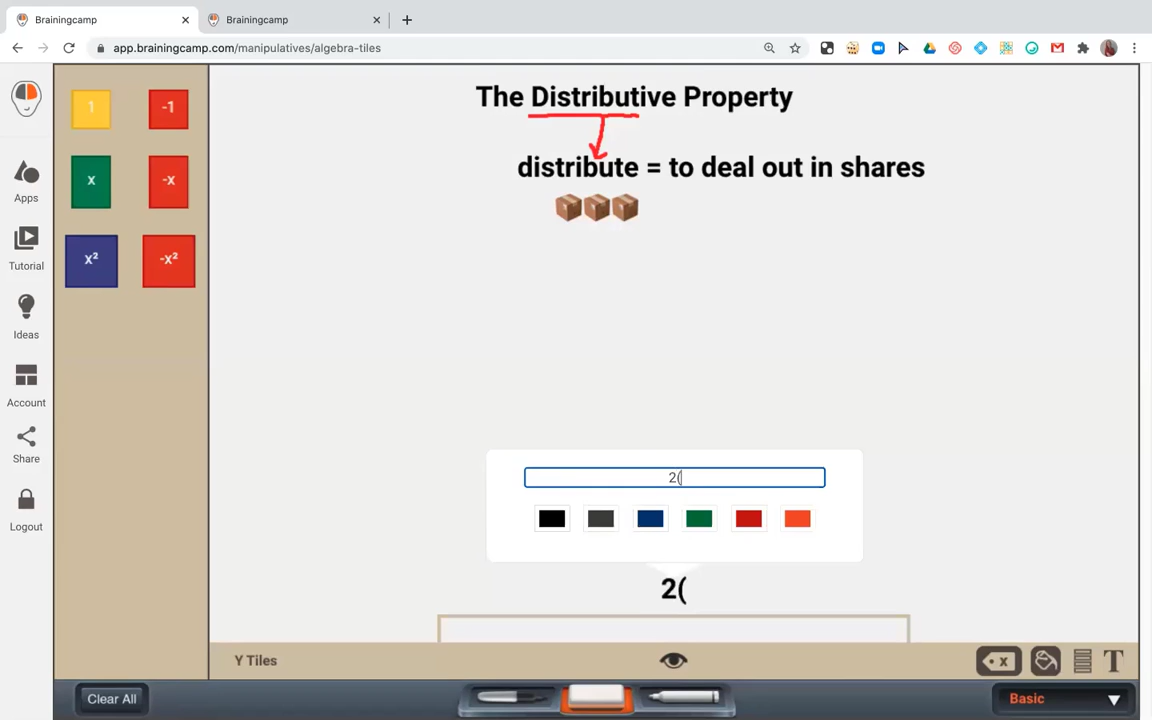 Brainingcamp
Brainingcamp
app.brainingcamp.com/manipulatives/algebra-tiles
1
-1
x
-x
x²
-x²
Apps
Tutorial
Ideas
Account
Share
Logout
The Distributive Property
distribute = to deal out in shares
2(
2(
Y Tiles
x
T
Clear All
Basic